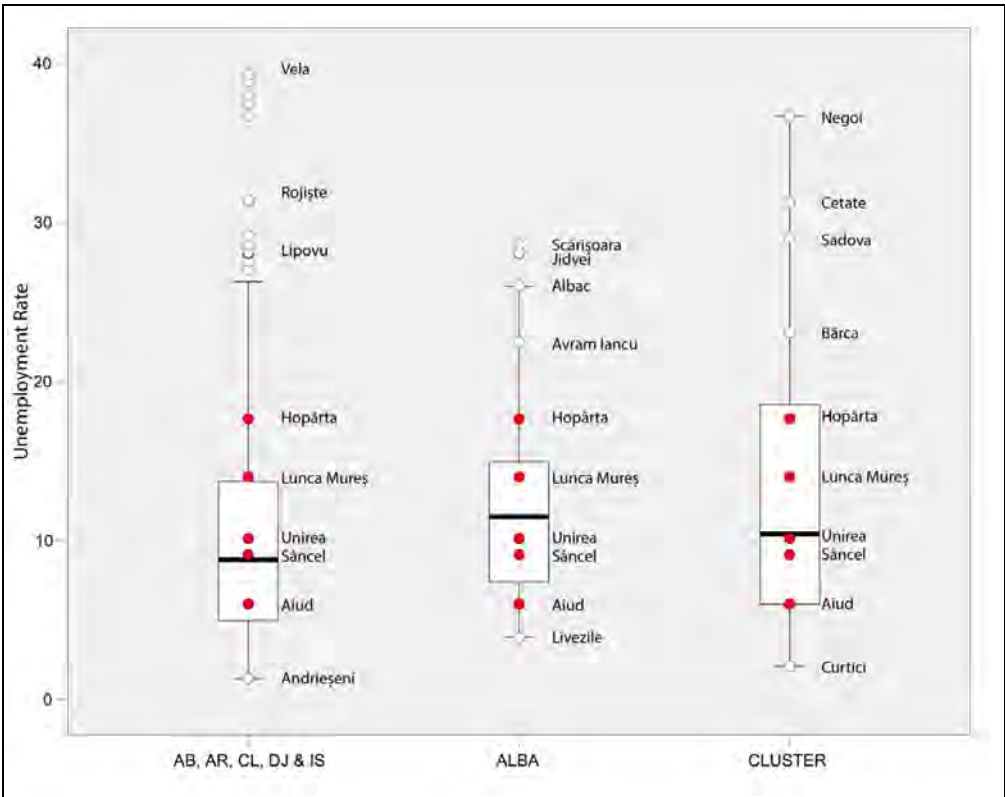 Unemployment Rate
40
30
20
10
0
Vela
Rojiște
Lipovu
Hopârta
Lunca Mureș
Unirea
Sâncel
Aiud
Andrieșeni
Scărișoara
Jidvei
Albac
Avram Iancu
Hopârta
Lunca Mureș
Unirea
Sâncel
Aiud
Livezile
Negoi
Cetate
Sadova
Bârca
Hopârta
Lunca Mureș
Unirea
Sâncel
Aiud
Curtici
AB, AR, CL, DJ & IS
ALBA
CLUSTER